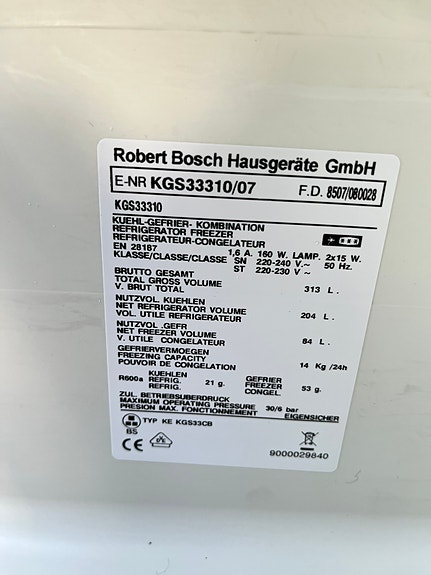 Robert Bosch Hausgeräte GmbH
E-NR KGS33310/07 F.D. 8507/080028
KGS33310
KUEHL-GEFRIER- KOMBINATION
REFRIGERATOR FREEZER
REFRIGERATEUR-CONGELATEUR
EN 28187 1,6 A. 160 W. LAMP. 2x15 W.
KLASSE/CLASSE/CLASSE SN 220-240 V.~ 50 Hz.
ST 220-230 V ~
BRUTTO GESAMT
TOTAL GROSS VOLUME 313 L.
V. BRUT TOTAL
NUTZVOL. KUEHLEN
NET REFRIGERATOR VOLUME 204 L.
VOL. UTILE REFRIGERATEUR
NUTZVOL .GEFR
NET FREEZER VOLUME 84 L.
V. UTILE CONGELATEUR
GEFRIERVERMOEGEN
FREEZING CAPACITY 14 Kg /24h
POUVOIR DE CONGELATION
KUEHLEN GEFRIER
R600a REFRIG. 21 g. CONGEL. 53 g.
REFRIG.
ZUL. BETRIEBSUBERDRUCK
MAXIMUM OPERATING PRESSURE 30/6 bar
PRESION MAX. FONCTIONNEMENT EIGENSICHER
TYP KE KGS33CB
BS
CE
9000029840